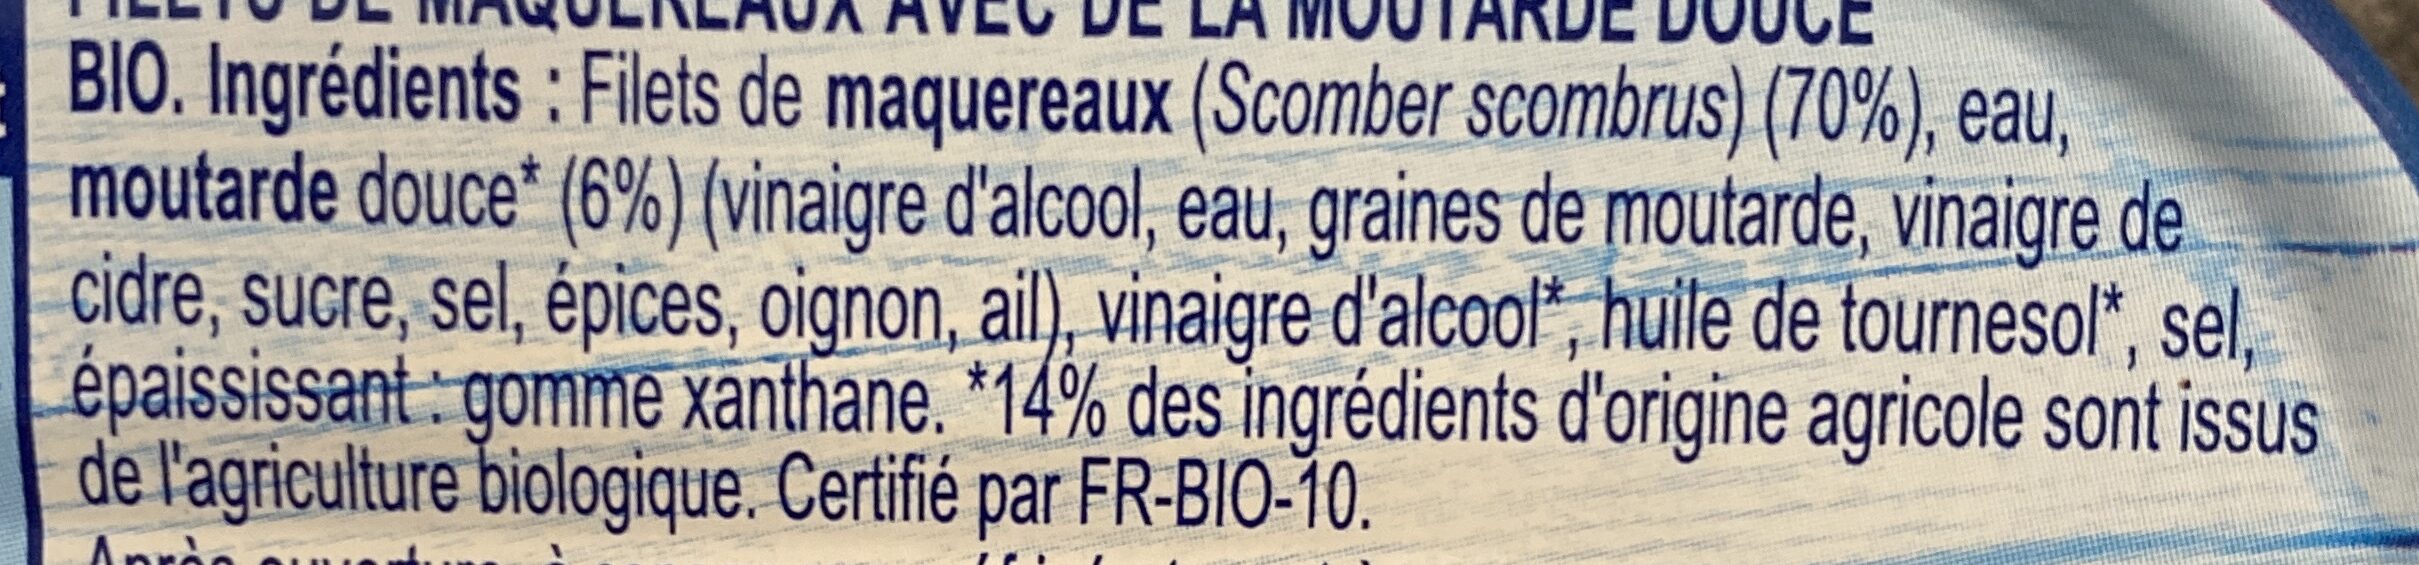 FILETS DE MAQUEREAUX AVEC DE LA MOUTARDE DOUCE
BIO. Ingrédients : Filets de maquereaux (Scomber scombrus) (70%), eau,
moutarde douce* (6%) (vinaigre d'alcool, eau, graines de moutarde, vinaigre de
cidre, sucre, sel, épices, oignon, ail), vinaigre d'alcool*, huile de tournesol*, sel,
épaississant : gomme xanthane. *14% des ingrédients d'origine agricole sont issus
de l'agriculture biologique. Certifié par FR-BIO-10.
Après ouverture, à